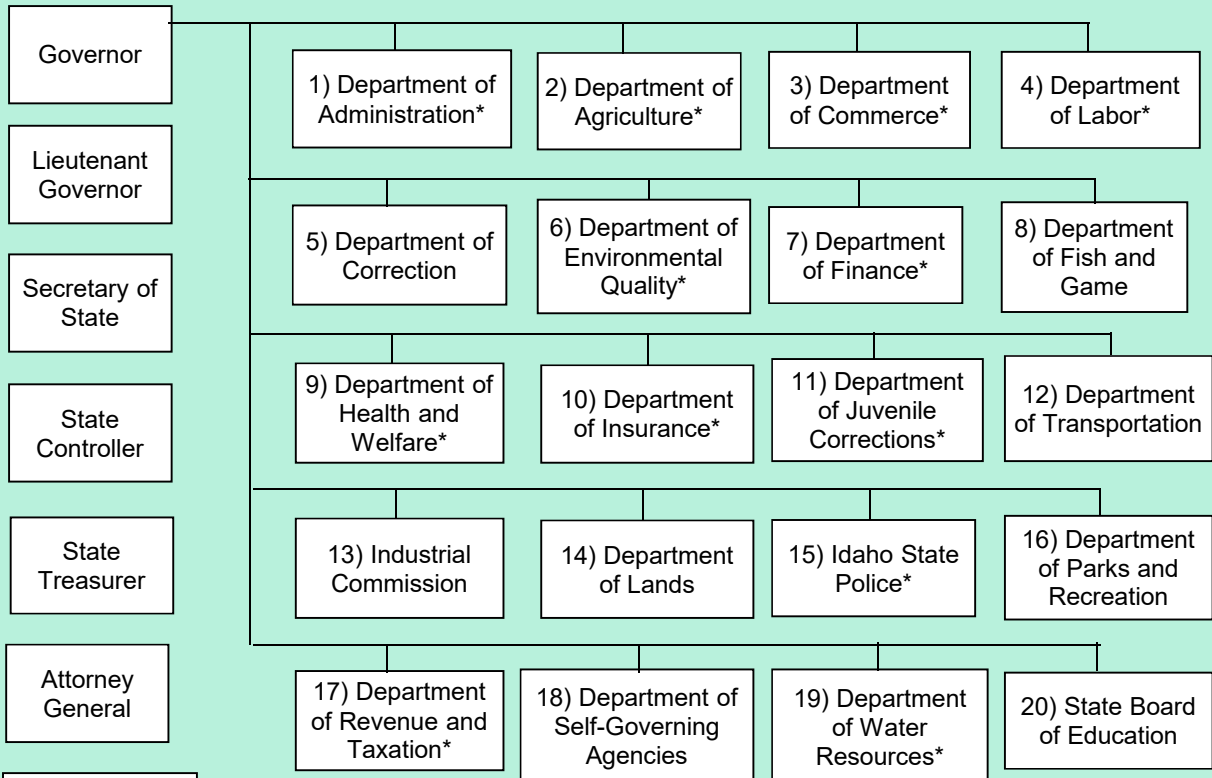 Governor
1) Department of
Administration*
2) Department of
Agriculture*
3) Department
of Commerce*
4) Department
of Labor*
Lieutenant
Governor
5) Department of
Correction
6) Department of
Environmental
Quality*
7) Department
of Finance*
8) Department
of Fish and
Game
Secretary of
State
9) Department of
Health and
Welfare*
10) Department
of Insurance*
11) Department
of Juvenile
Corrections*
12) Department
of Transportation
State
Controller
13) Industrial
Commission
14) Department
of Lands
15) Idaho State
Police*
16) Department
of Parks and
Recreation
State
Treasurer
Attorney
General
17) Department
of Revenue and
Taxation*
18) Department of
Self-Governing
Agencies
19) Department
of Water
Resources*
20) State Board
of Education